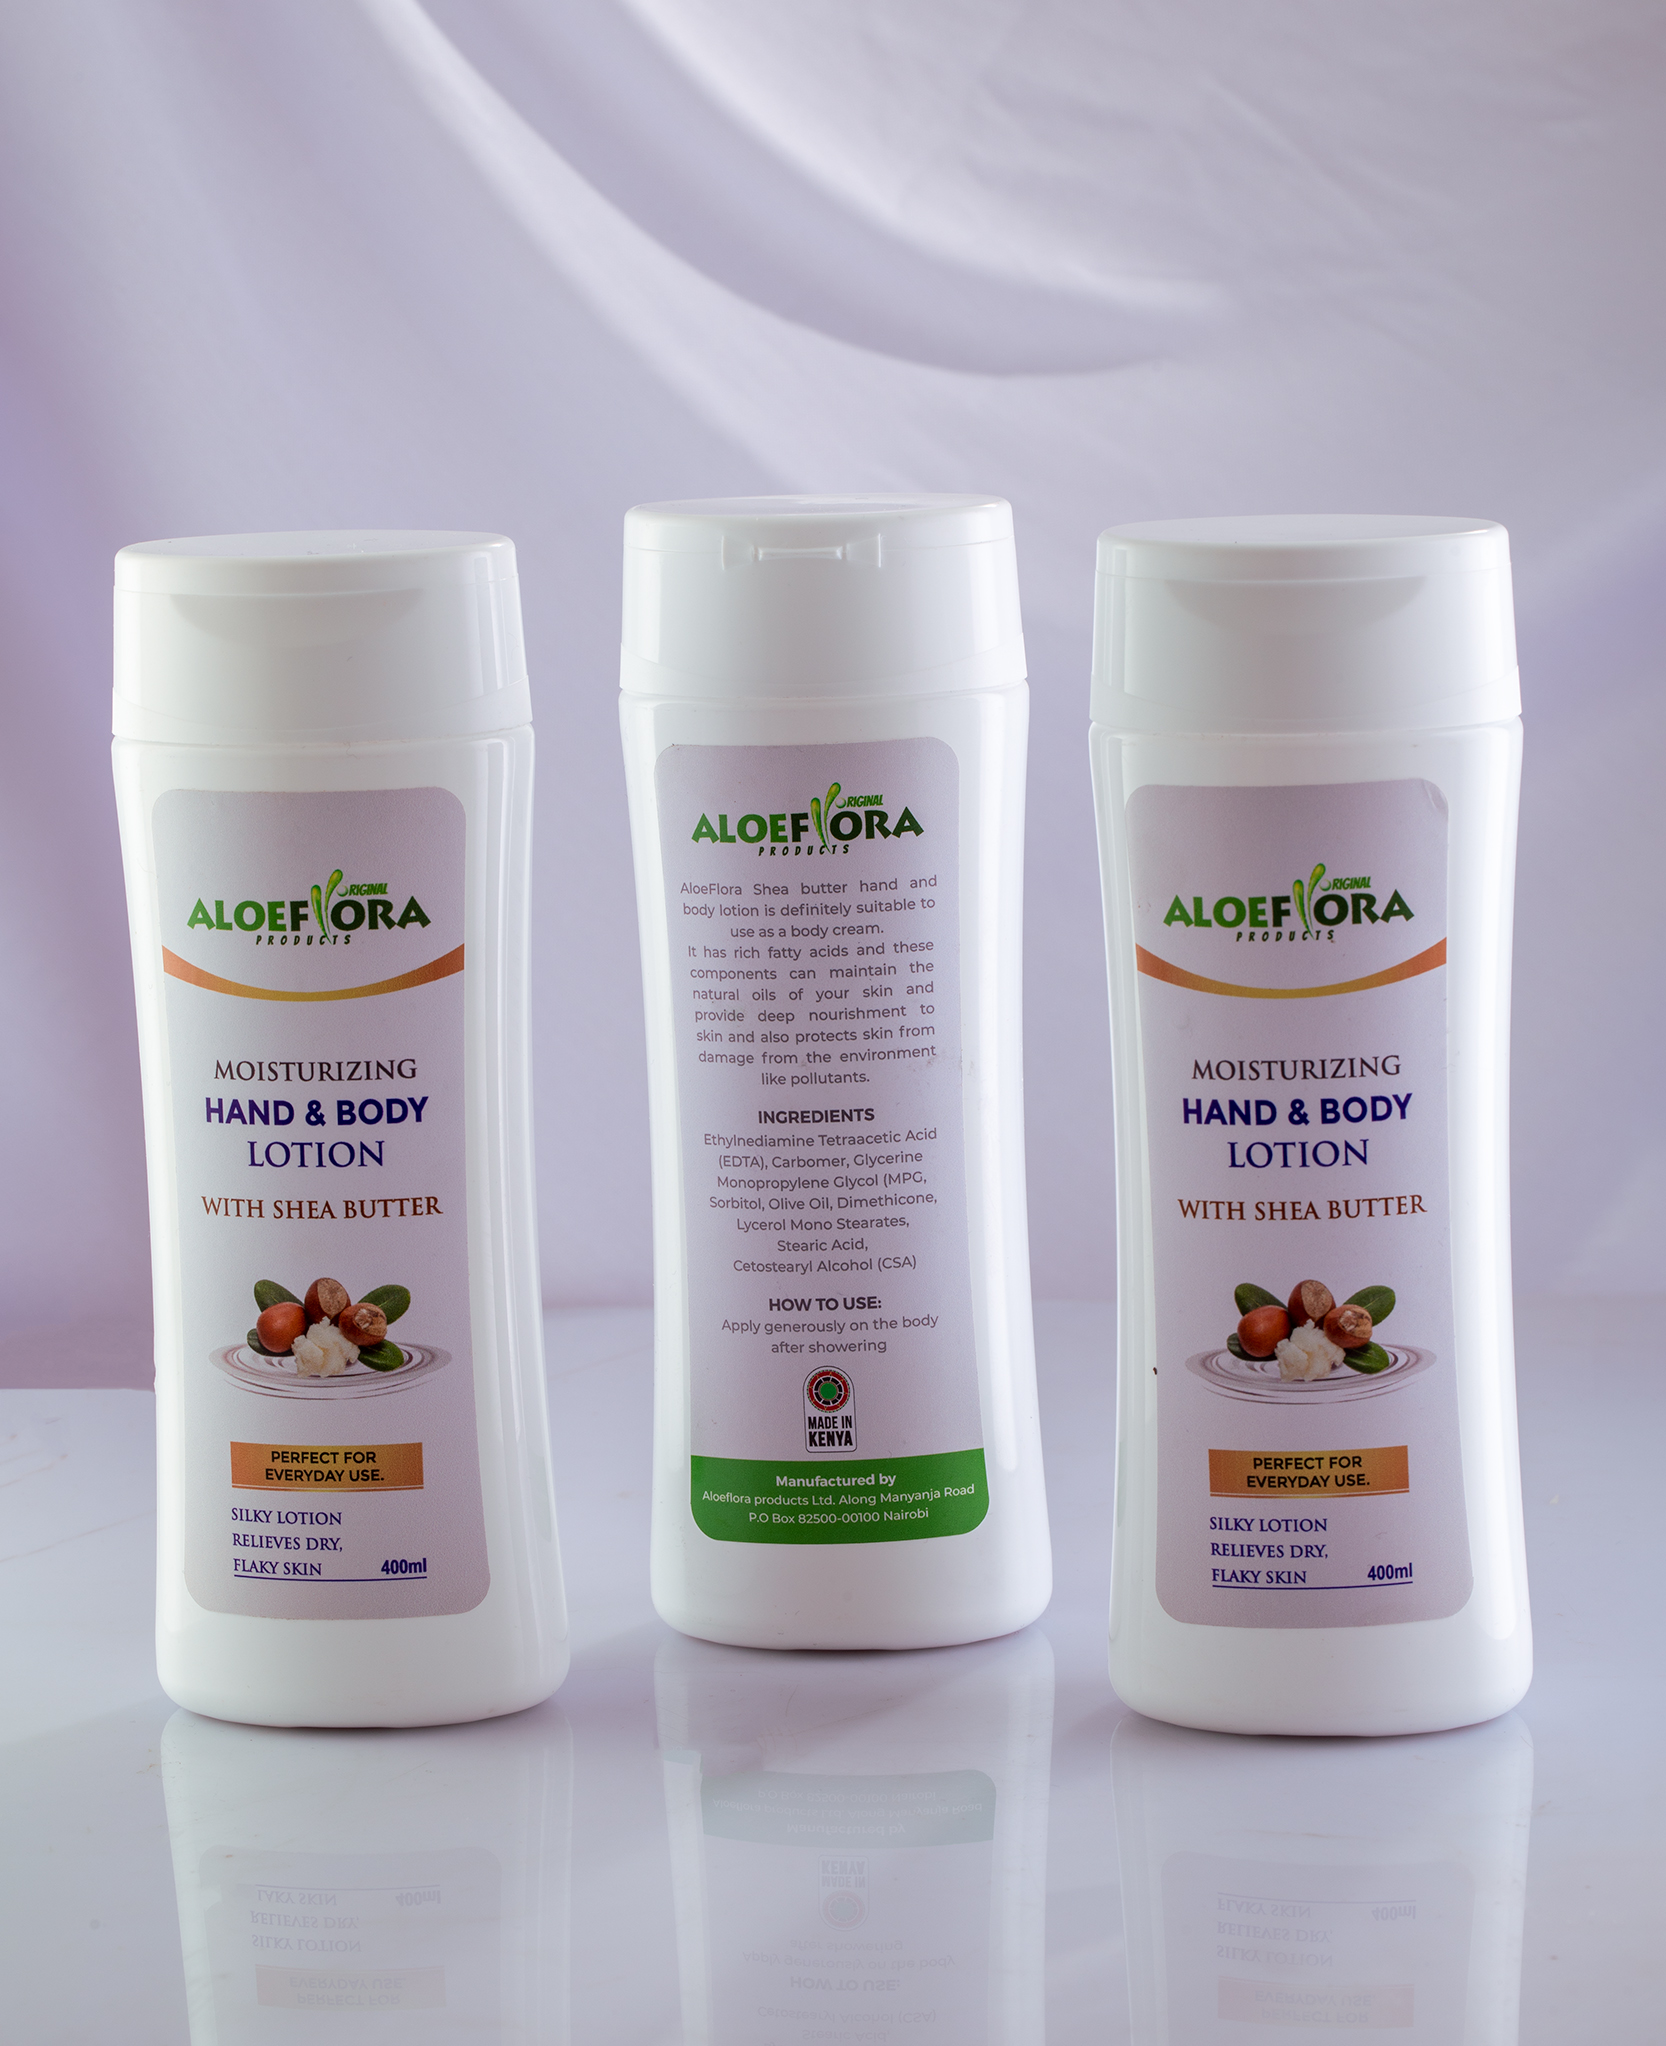 ORIGINAL
ALOEFLORA
PRODUCTS
MOISTURIZING
HAND & BODY
LOTION
WITH SHEA BUTTER
PERFECT FOR
EVERYDAY USE.
SILKY LOTION
RELIEVES DRY,
FLAKY SKIN 400ml
ORIGINAL
ALOEFLORA
PRODUCTS
AloeFlora Shea butter hand and
body lotion is definitely suitable to
use as a body cream.
It has rich fatty acids and these
components can maintain the
natural oils of your skin and
provide deep nourishment to
skin and also protects skin from
damage from the environment
like pollutants.
INGREDIENTS
Ethylnediamine Tetraacetic Acid
(EDTA), Carbomer, Glycerine
Monopropylene Glycol (MPG,
Sorbitol, Olive Oil, Dimethicone,
Lycerol Mono Stearates,
Stearic Acid,
Cetostearyl Alcohol (CSA)
HOW TO USE:
Apply generously on the body
after showering
MADE IN
KENYA
Manufactured by
Aloeflora products Ltd. Along Manyanja Road
P.O Box 82500-00100 Nairobi
ORIGINAL
ALOEFLORA
PRODUCTS
MOISTURIZING
HAND & BODY
LOTION
WITH SHEA BUTTER
PERFECT FOR
EVERYDAY USE.
SILKY LOTION
RELIEVES DRY,
FLAKY SKIN 400ml